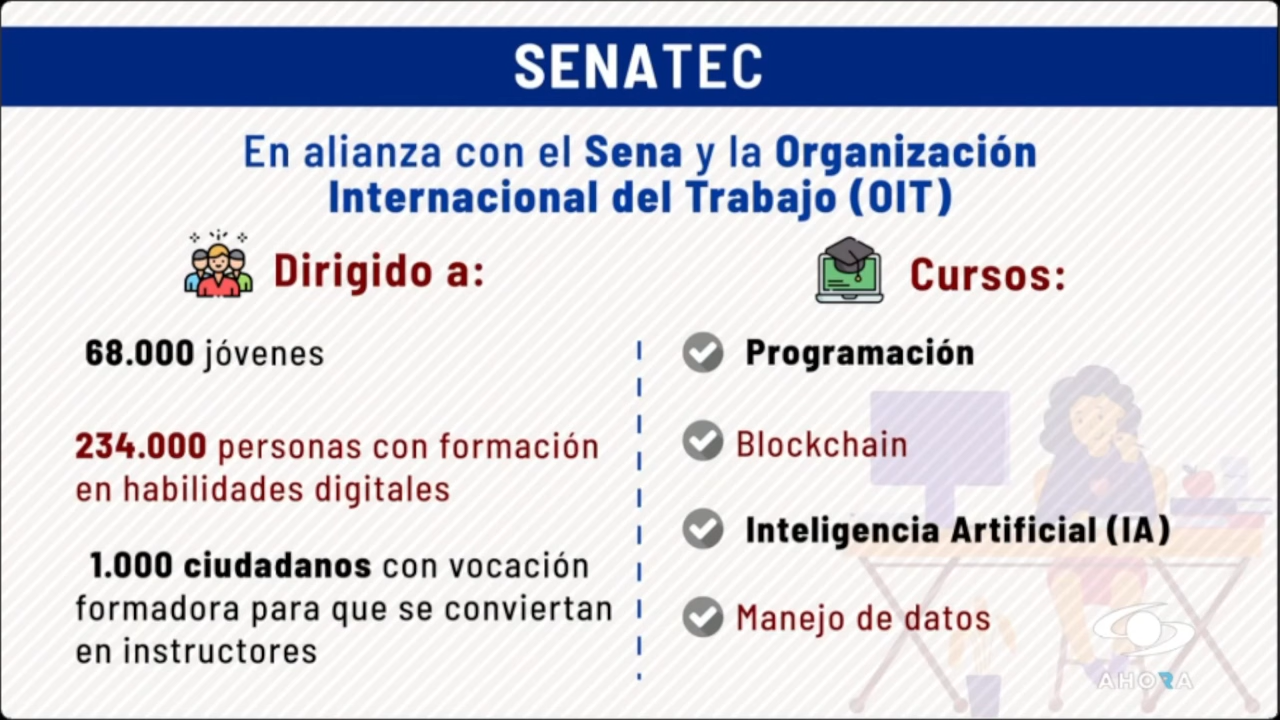 SENATEC
En alianza con el Sena y la Organización
Internacional del Trabajo (OIT)
Dirigido a:
68.000 jóvenes
234.000 personas con formación
en habilidades digitales
1.000 ciudadanos con vocación
formadora para que se conviertan
en instructores
Cursos:
Programación
Blockchain
Inteligencia Artificial (IA)
Manejo de datos
AHORA